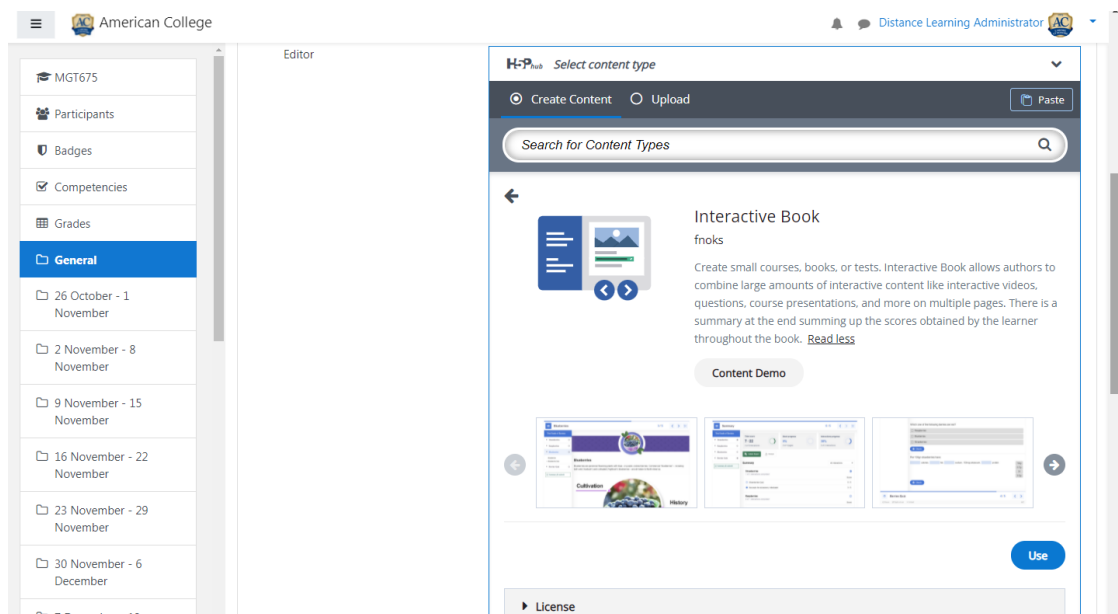 American College
Distance Learning Administrator
MGT675
Participants
Badges
Competencies
Grades
General
26 October - 1
November
2 November - 8
November
9 November - 15
November
16 November - 22
November
23 November - 29
November
30 November - 6
December
Editor
H5P hub Select content type
Create Content Upload Paste
Search for Content Types
Interactive Book
fnoks
Create small courses, books, or tests. Interactive Book allows authors to
combine large amounts of interactive content like interactive videos,
questions, course presentations, and more on multiple pages. There is a
summary at the end summing up the scores obtained by the learner
throughout the book. Read less
Content Demo
Cultivation
History
Use
License